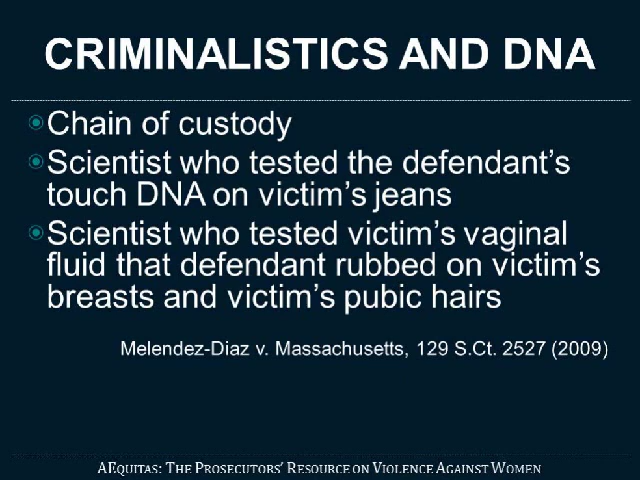 CRIMINALISTICS AND DNA
Chain of custody
Scientist who tested the defendant's
touch DNA on victim's jeans
Scientist who tested victim's vaginal
fluid that defendant rubbed on victim's
breasts and victim's pubic hairs
Melendez-Diaz v. Massachusetts, 129 S.Ct. 2527 (2009)
AEQUITAS: THE PROSECUTORS' RESOURCE ON VIOLENCE AGAINST WOMEN